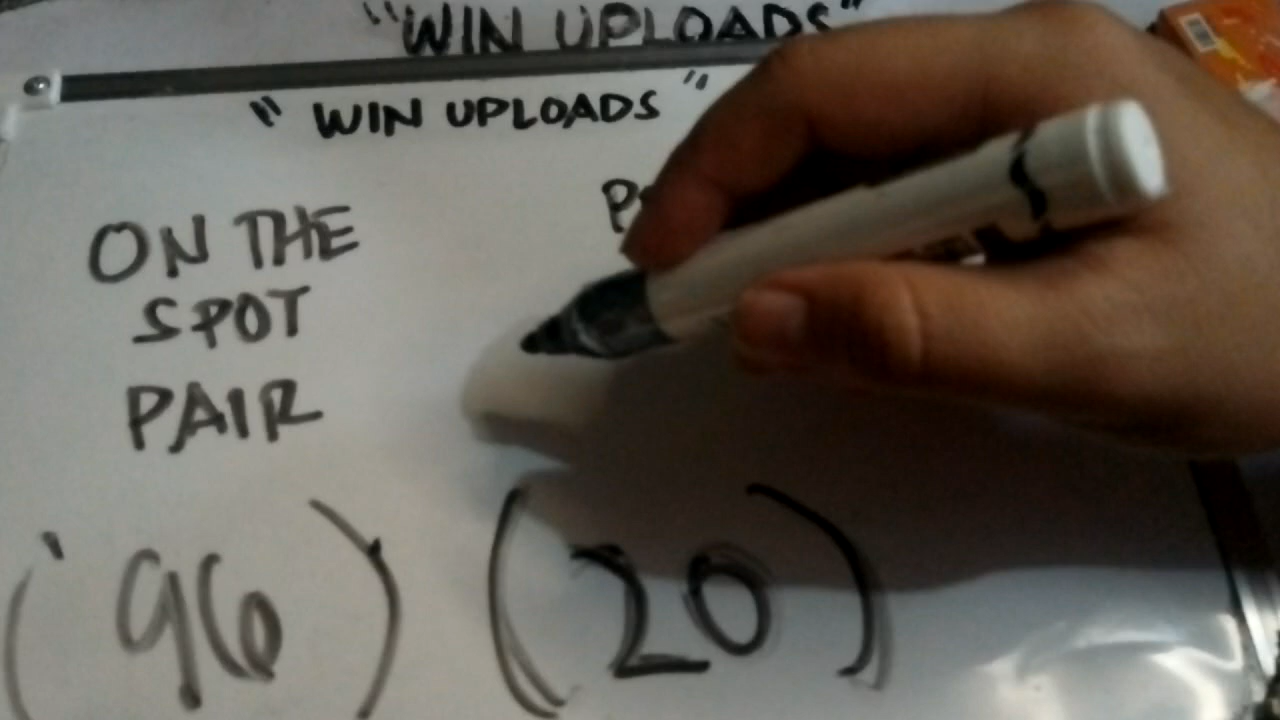 "WIN UPLOADS"
" WIN UPLOADS "
ON THE
SPOT
PAIR
(96) (20)